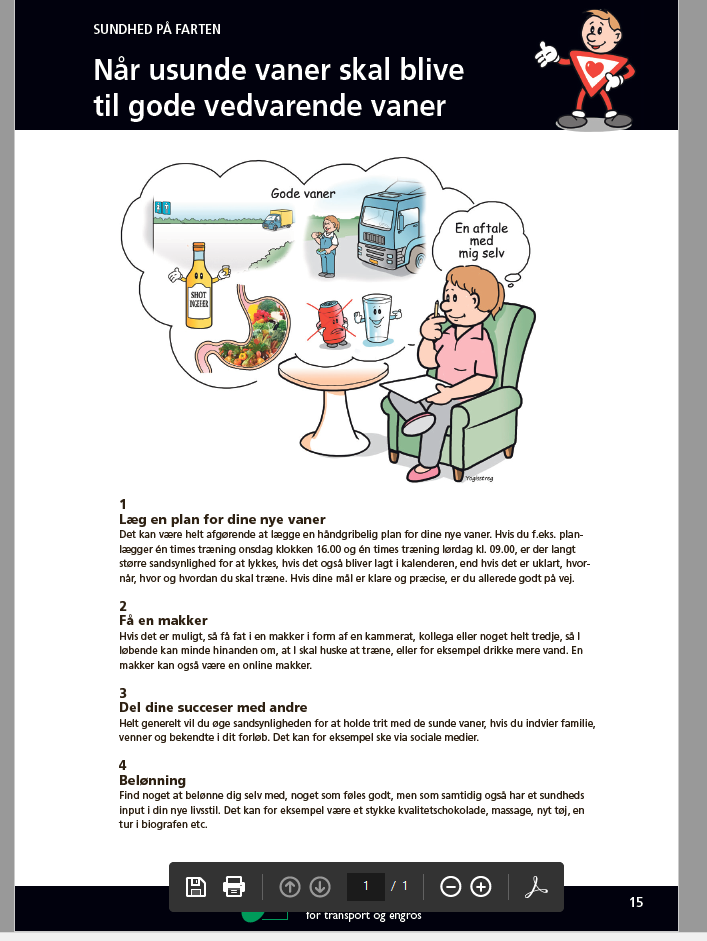 SUNDHED PÅ FARTEN
Når usunde vaner skal blive
til gode vedvarende vaner
Gode vaner
En aftale
med
mig selv
SHOT
INGEFÆR
1
Læg en plan for dine nye vaner
Det kan være helt afgørende at lægge en håndgribelig plan for dine nye vaner. Hvis du f.eks. plan-
lægger én times træning onsdag klokken 16.00 og én times træning lørdag kl. 09.00, er der langt
større sandsynlighed for at lykkes, hvis det også bliver lagt i kalenderen, end hvis det er uklart, hvor-
når, hvor og hvordan du skal træne. Hvis dine mål er klare og præcise, er du allerede godt på vej.
2
Få en makker
Hvis det er muligt, så få fat i en makker i form af en kammerat, kollega eller noget helt tredje, så I
løbende kan minde hinanden om, at I skal huske at træne, eller for eksempel drikke mere vand. En
makker kan også være en online makker.
3
Del dine succeser med andre
Helt generelt vil du øge sandsynligheden for at holde trit med de sunde vaner, hvis du indvier familie,
venner og bekendte i dit forløb. Det kan for eksempel ske via sociale medier.
4
Belønning
Find noget at belønne dig selv med, noget som føles godt, men som samtidig også har et sundheds
input i din nye livsstil. Det kan for eksempel være et stykke kvalitetschokolade, massage, nyt tøj, en
tur i biografen etc.
1 / 1
for transport og engros
15